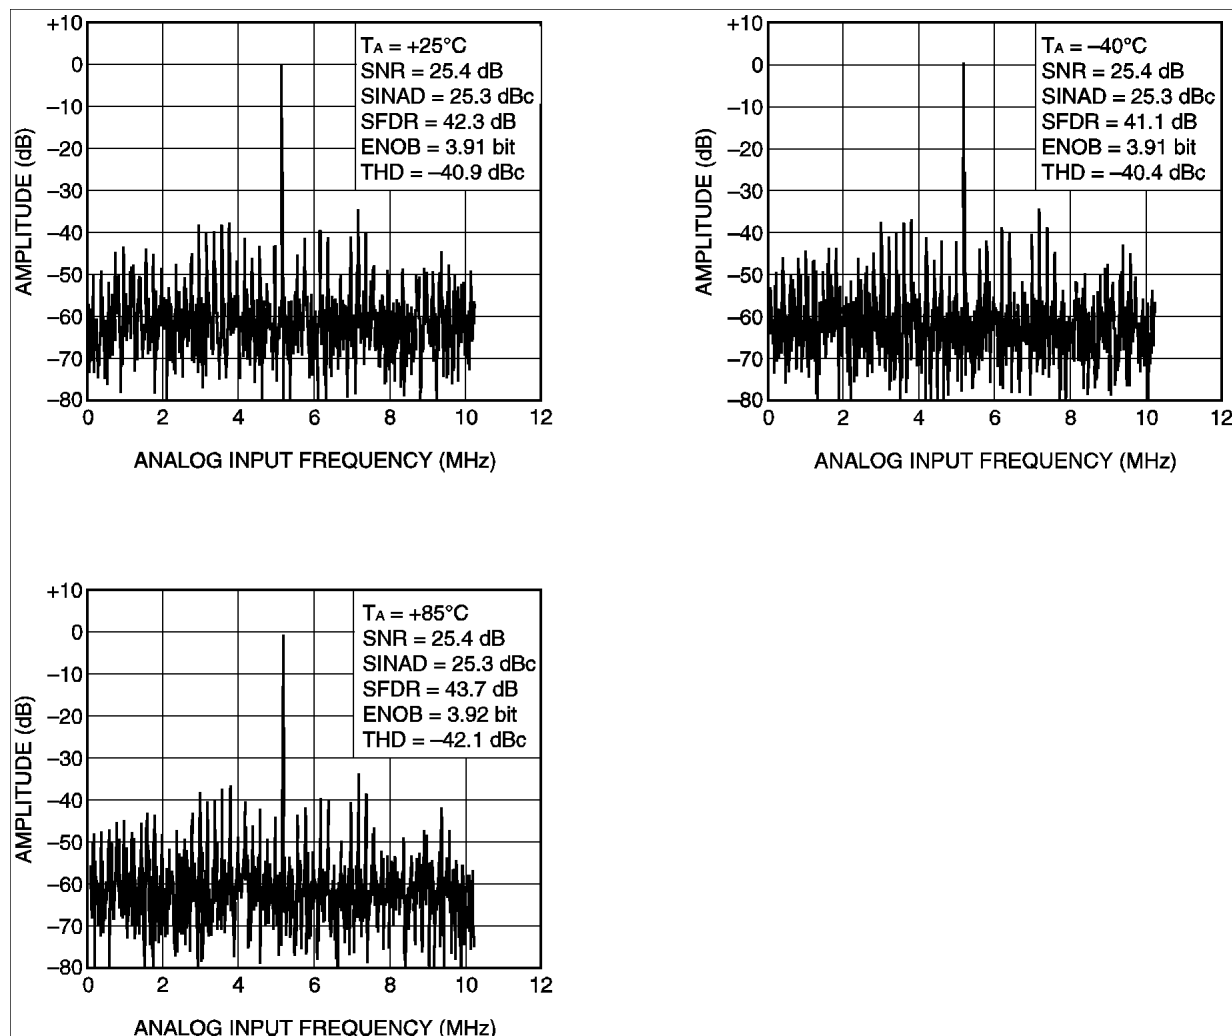 +10
0
–10
–20
–30
–40
–50
–60
–70
–80
AMPLITUDE (dB)
TA = +25°C
SNR = 25.4 dB
SINAD = 25.3 dBc
SFDR = 42.3 dB
ENOB = 3.91 bit
THD = –40.9 dBc
0 2 4 6 8 10 12
ANALOG INPUT FREQUENCY (MHz)
+10
0
–10
–20
–30
–40
–50
–60
–70
–80
AMPLITUDE (dB)
TA = –40°C
SNR = 25.4 dB
SINAD = 25.3 dBc
SFDR = 41.1 dB
ENOB = 3.91 bit
THD = –40.4 dBc
0 2 4 6 8 10 12
ANALOG INPUT FREQUENCY (MHz)
+10
0
–10
–20
–30
–40
–50
–60
–70
–80
AMPLITUDE (dB)
TA = +85°C
SNR = 25.4 dB
SINAD = 25.3 dBc
SFDR = 43.7 dB
ENOB = 3.92 bit
THD = –42.1 dBc
0 2 4 6 8 10 12
ANALOG INPUT FREQUENCY (MHz)